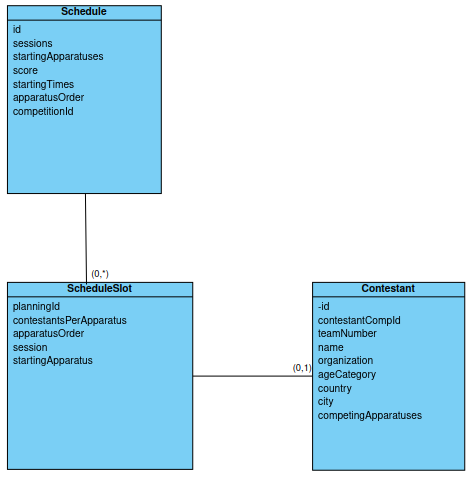 Schedule
id
sessions
startingApparatuses
score
startingTimes
apparatusOrder
competitionId
(0,*)
ScheduleSlot
planningId
contestantsPerApparatus
apparatusOrder
session
startingApparatus
(0,1)
Contestant
-id
contestantCompId
teamNumber
name
organization
ageCategory
country
city
competingApparatuses